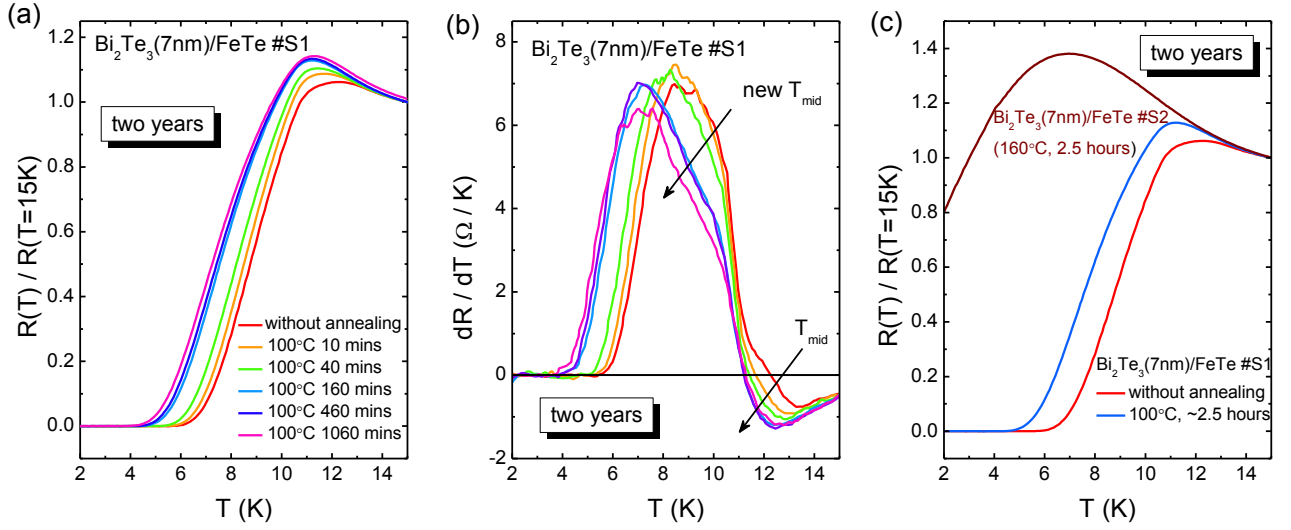 (a)
Bi2Te3(7nm)/FeTe #S1
two years
R(T) / R(T=15K)
1.2
1.0
0.8
0.6
0.4
0.2
0.0
without annealing
100°C 10 mins
100°C 40 mins
100°C 160 mins
100°C 460 mins
100°C 1060 mins
2 4 6 8 10 12 14
T (K)
(b)
Bi2Te3(7nm)/FeTe #S1
new Tmid
Tmid
two years
dR / dT (Ω / K)
8
6
4
2
0
-2
2 4 6 8 10 12 14
T (K)
(c)
two years
Bi2Te3(7nm)/FeTe #S2
(160°C, 2.5 hours)
R(T) / R(T=15K)
1.4
1.2
1.0
0.8
0.6
0.4
0.2
0.0
Bi2Te3(7nm)/FeTe #S1
without annealing
100°C, ~2.5 hours
2 4 6 8 10 12 14
T (K)